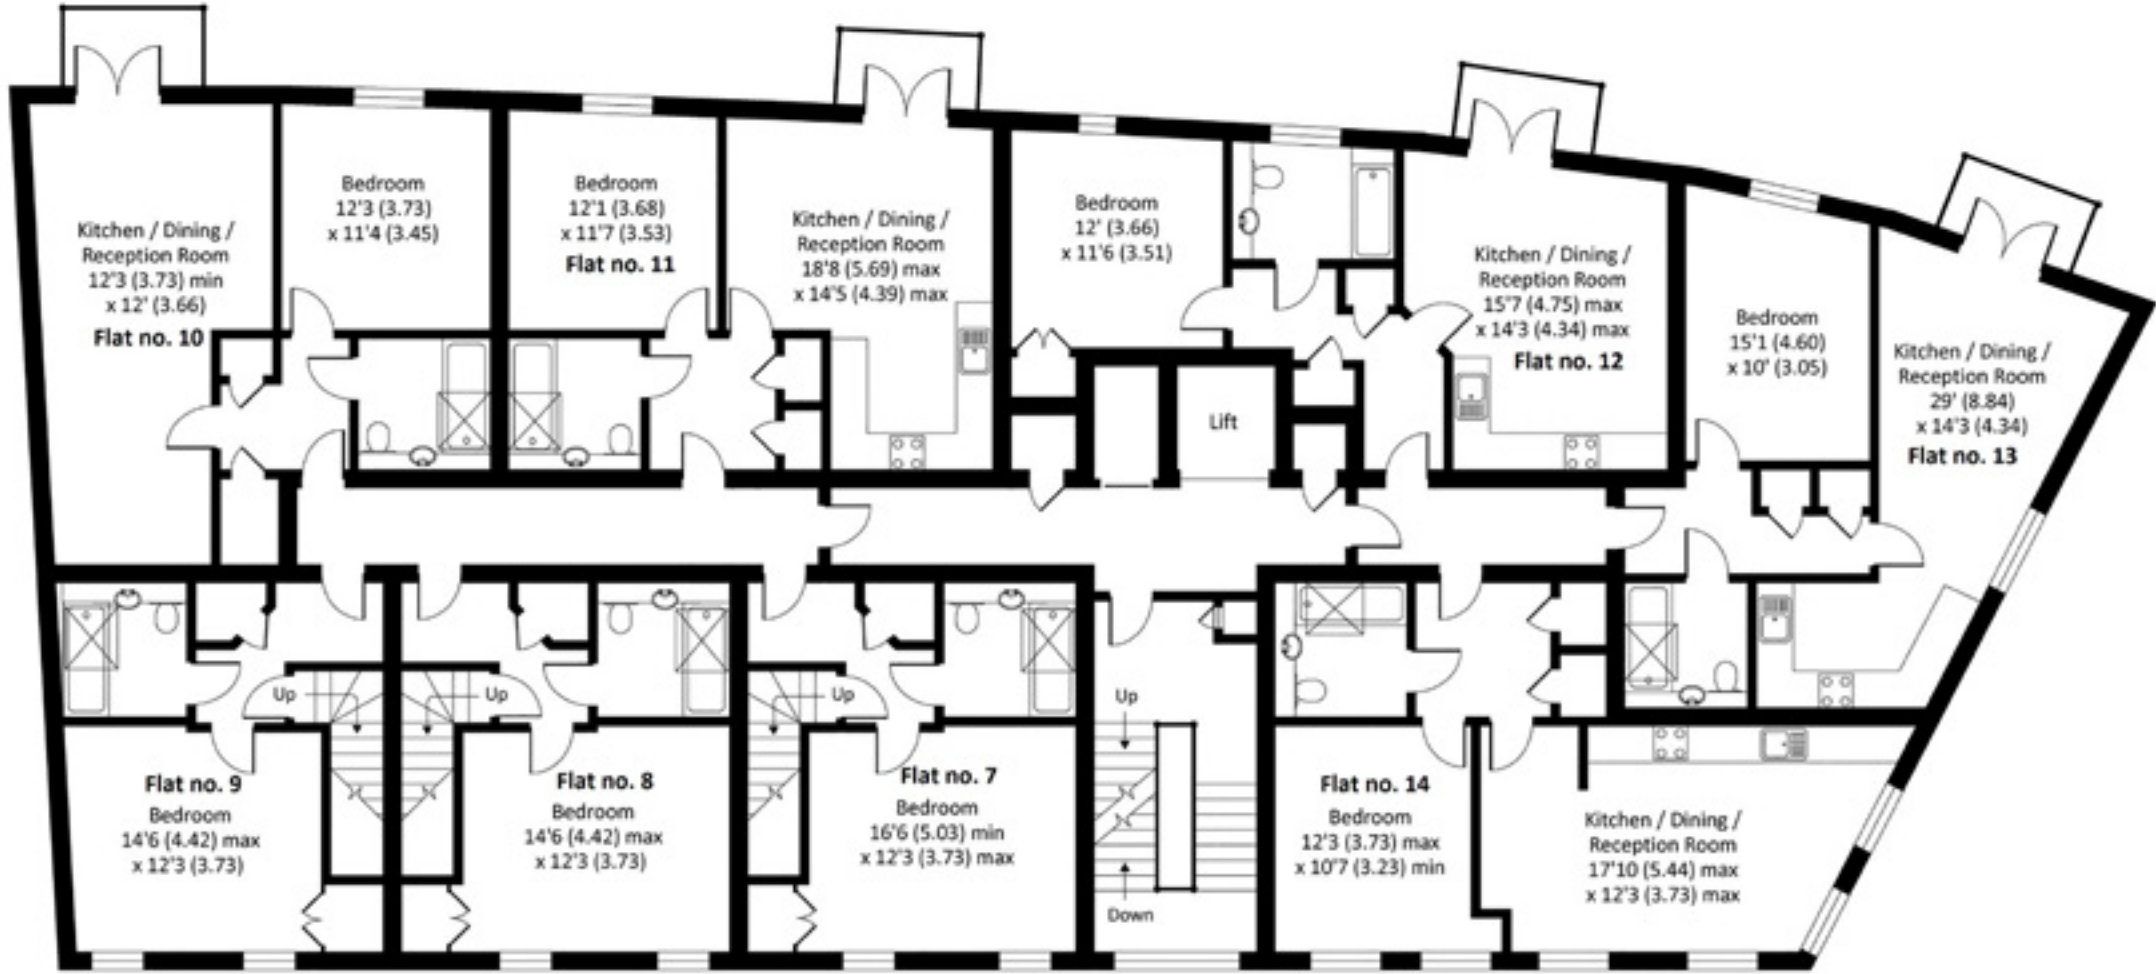 Kitchen / Dining /
Reception Room
12'3 (3.73) min
x 12' (3.66)
Flat no. 10
Bedroom
12'3 (3.73)
x 11'4 (3.45)
Bedroom
12'1 (3.68)
x 11'7 (3.53)
Flat no. 11
Kitchen / Dining /
Reception Room
18'8 (5.69) max
x 14'5 (4.39) max
Bedroom
12' (3.66)
x 11'6 (3.51)
Kitchen / Dining /
Reception Room
15'7 (4.75) max
x 14'3 (4.34) max
Flat no. 12
Bedroom
15'1 (4.60)
x 10' (3.05)
Kitchen / Dining /
Reception Room
29' (8.84)
x 14'3 (4.34)
Flat no. 13
Lift
Up
Up
Up
Up
Down
Flat no. 9
Bedroom
14'6 (4.42) max
x 12'3 (3.73)
Flat no. 8
Bedroom
14'6 (4.42) max
x 12'3 (3.73)
Flat no. 7
Bedroom
16'6 (5.03) min
x 12'3 (3.73) max
Flat no. 14
Bedroom
12'3 (3.73) max
x 10'7 (3.23) min
Kitchen / Dining /
Reception Room
17'10 (5.44) max
x 12'3 (3.73) max